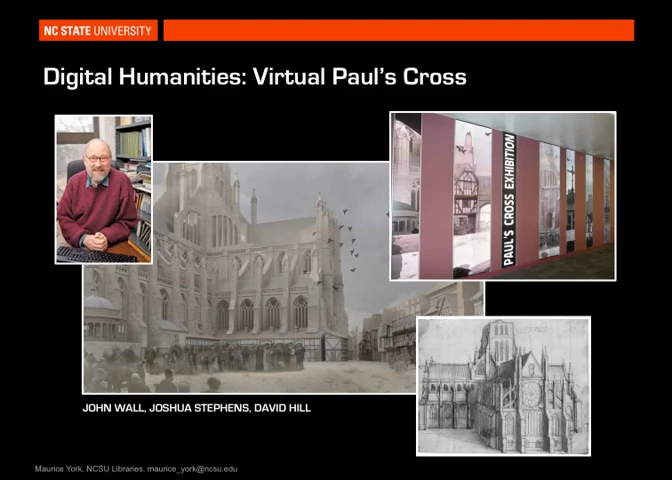 NC STATE UNIVERSITY
Digital Humanities: Virtual Paul's Cross
PAUL'S CROSS EXHIBITION
JOHN WALL, JOSHUA STEPHENS, DAVID HILL
Maurice York. NCSU Libraries. maurice_york@ncsu.edu